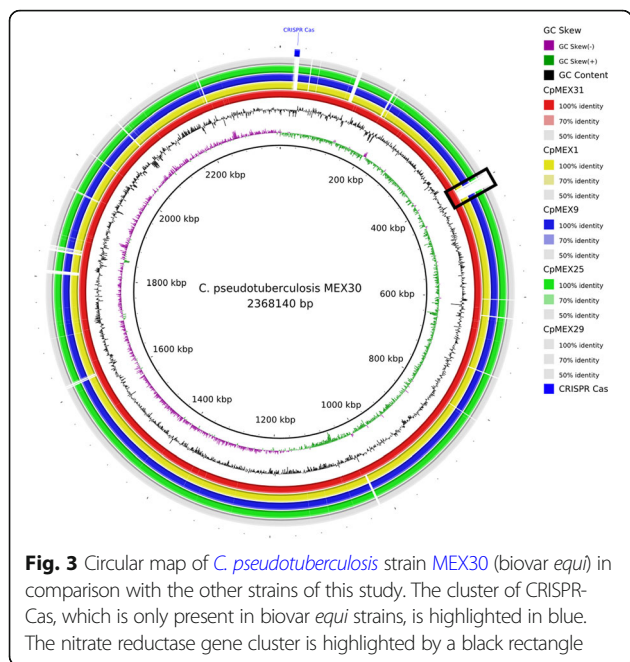 CRISPR Cas
GC Skew
GC Skew(-)
GC Skew(+)
GC Content
CpMEX31
100% identity
70% identity
50% identity
CpMEX1
100% identity
70% identity
50% identity
CpMEX9
100% identity
70% identity
50% identity
CpMEX25
100% identity
70% identity
50% identity
CpMEX29
100% identity
70% identity
50% identity
CRISPR Cas
200 kbp
400 kbp
600 kbp
800 kbp
1000 kbp
1200 kbp
1400 kbp
1600 kbp
1800 kbp
2000 kbp
2200 kbp
C. pseudotuberculosis MEX30
2368140 bp
Fig. 3 Circular map of C. pseudotuberculosis strain MEX30 (biovar equi) in
comparison with the other strains of this study. The cluster of CRISPR-
Cas, which is only present in biovar equi strains, is highlighted in blue.
The nitrate reductase gene cluster is highlighted by a black rectangle